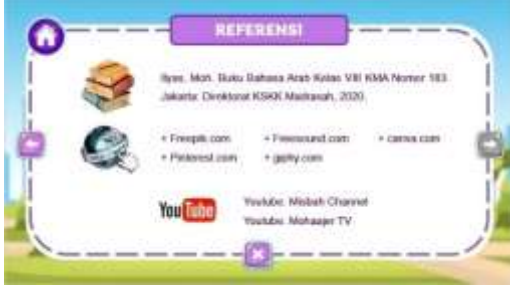 REFERENSI
Ilyas, Moh. Buku Bahasa Arab Kelas VIII KMA Nomor 183.
Jakarta: Direktorat KSKK Madrasah, 2020.
+ Freepik.com + Freesound.com + canva.com
+ Pinterest.com + giphy.com
YouTube
Youtube: Misbah Channel
Youtube: Mohaajer TV